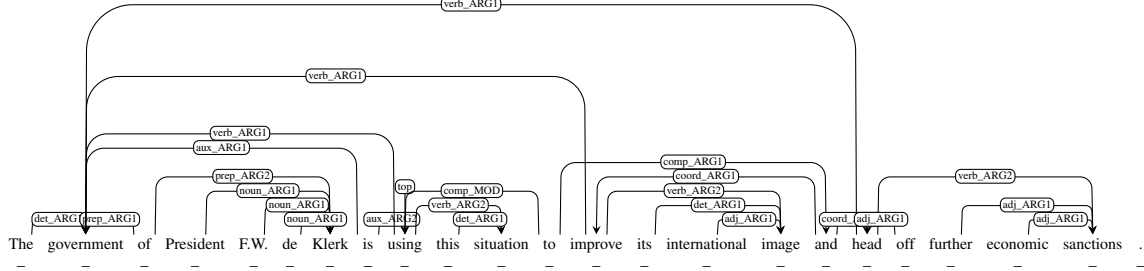 verb_ARG1
verb_ARG1
verb_ARG1
aux_ARG1
comp_ARG1
prep_ARG2 coord_ARG1 verb_ARG2
top
noun_ARG1 comp_MOD verb_ARG2
noun_ARG1 verb_ARG2 det_ARG1 adj_ARG1
det_ARG1 prep_ARG1 noun_ARG1 aux_ARG2 det_ARG1 adj_ARG1 coord_ adj_ARG1 adj_ARG1
The government of President F.W. de Klerk is using this situation to improve its international image and head off further economic sanctions .
_ _ _ _ _ _ _ _ _ _ _ _ _ _ _ _ _ _ _ _ _ _ _